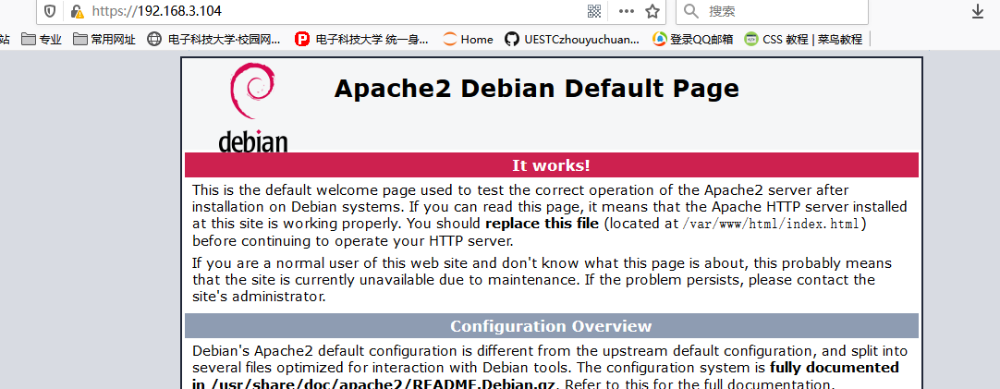 https://192.168.3.104
搜索
站 专业 常用网址 电子科技大学·校园网... 电子科技大学 统一身... Home UESTCzhouyuchuan... 登录QQ邮箱 CSS 教程 | 菜鸟教程
debian
Apache2 Debian Default Page
It works!
This is the default welcome page used to test the correct operation of the Apache2 server after
installation on Debian systems. If you can read this page, it means that the Apache HTTP server installed
at this site is working properly. You should replace this file (located at /var/www/html/index.html)
before continuing to operate your HTTP server.
If you are a normal user of this web site and don't know what this page is about, this probably means
that the site is currently unavailable due to maintenance. If the problem persists, please contact the
site's administrator.
Configuration Overview
Debian's Apache2 default configuration is different from the upstream default configuration, and split into
several files optimized for interaction with Debian tools. The configuration system is fully documented
in /usr/share/doc/apache2/README.Debian.gz. Refer to this for the full documentation.